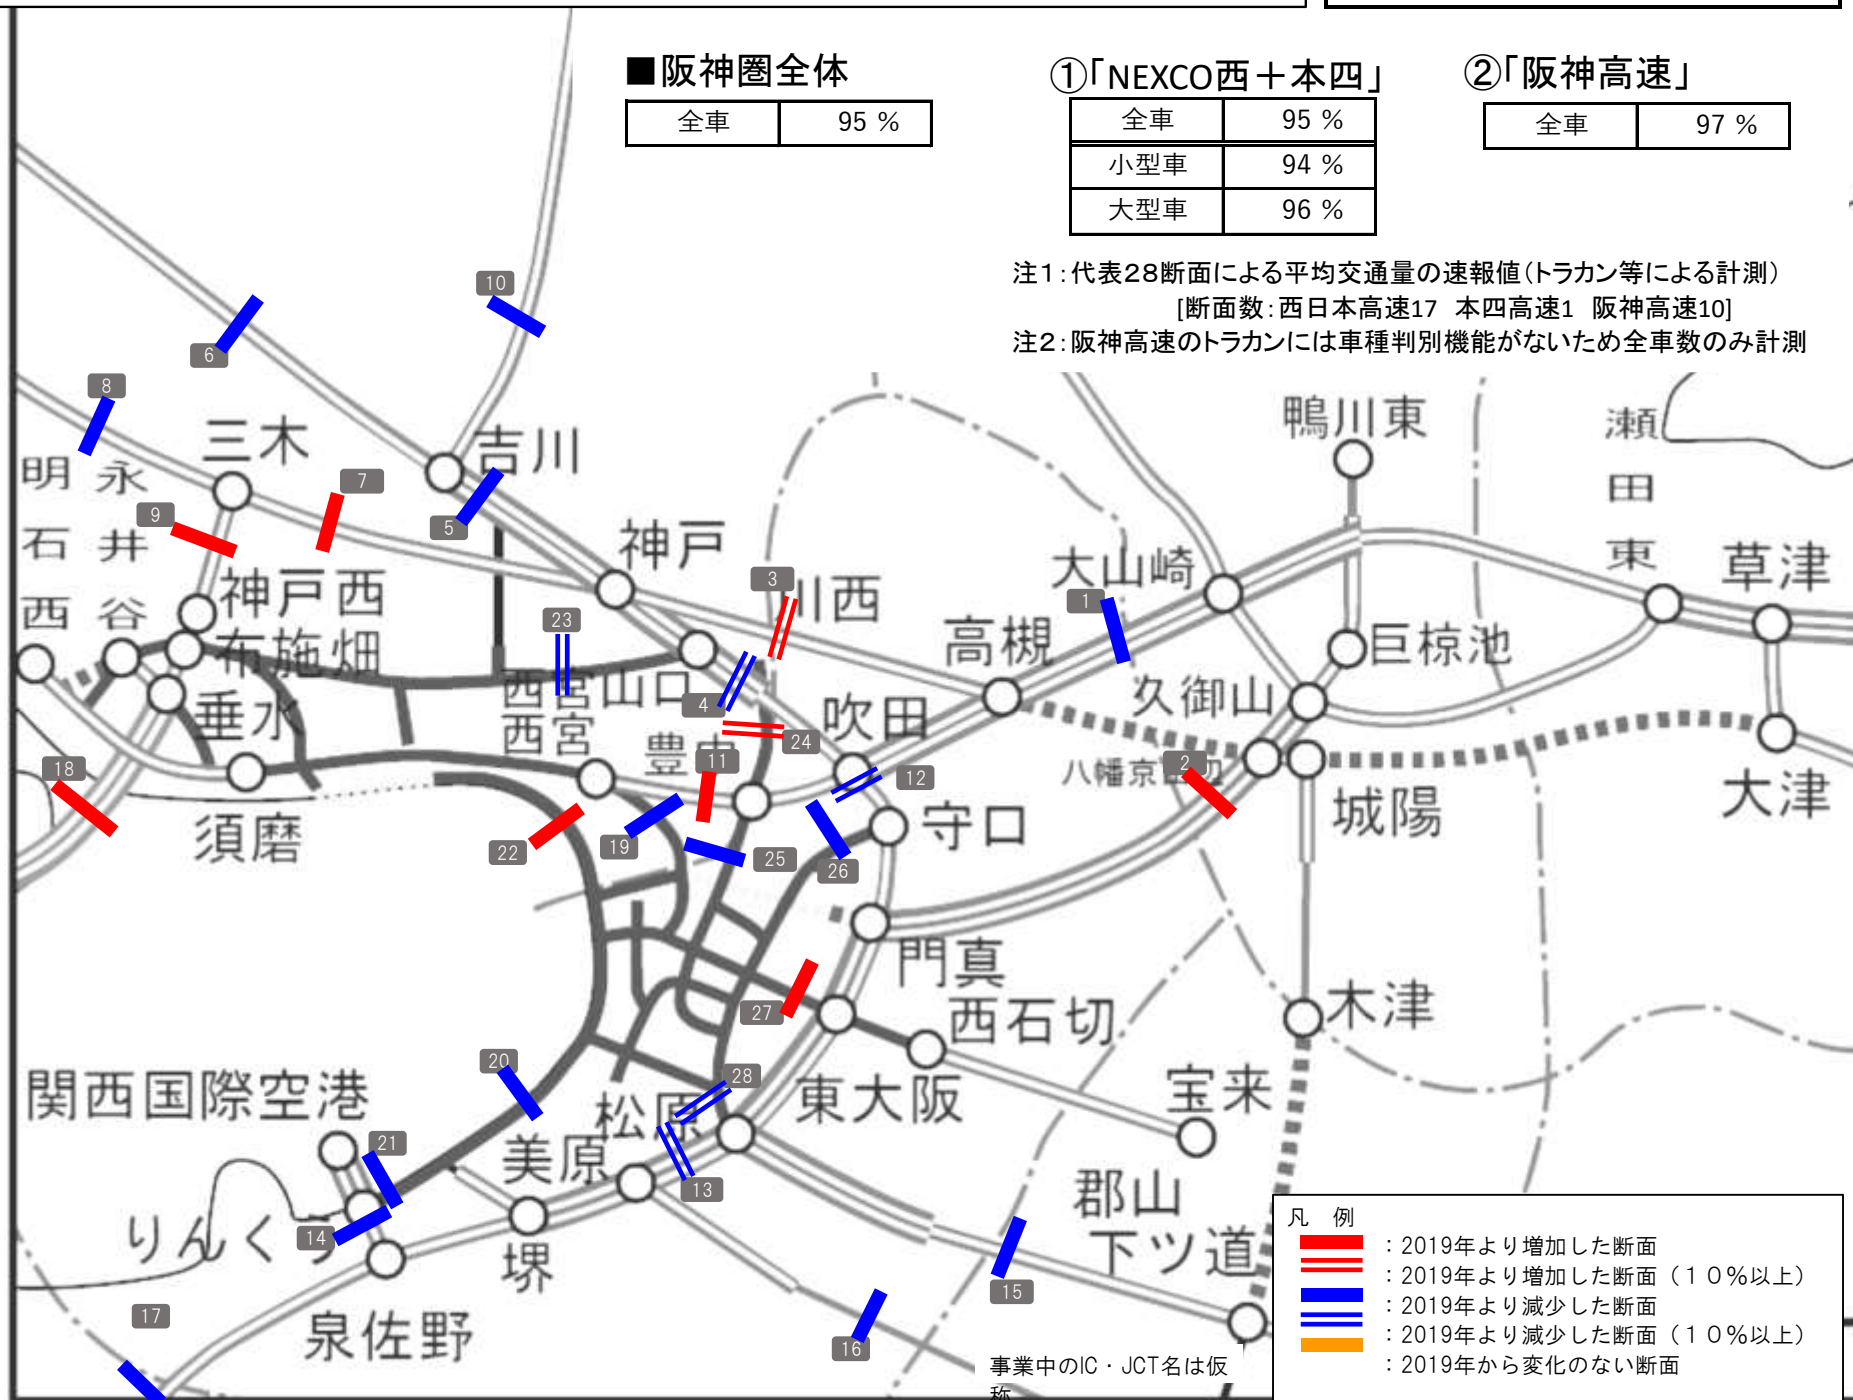 ■阪神圏全体
全車 95 %
①「NEXCO西＋本四」
全車 95 %
小型車 94 %
大型車 96 %
②「阪神高速」
全車 97 %
注1：代表28断面による平均交通量の速報値（トラカン等による計測）
[断面数：西日本高速17 本四高速1 阪神高速10]
注2：阪神高速のトラカンには車種判別機能がないため全車数のみ計測
10
6
8
三木
吉川
鴨川東
瀬田東
明石西
永井谷
7
9
5
神戸
大山崎
草津
神戸西
3
川西
1
布施畑
23
高槻
巨椋池
西宮山口
4
久御山
垂水
西宮
吹田
24
豊中
11
12
八幡京田辺
2
18
大津
城陽
須磨
22
19
25
26
守口
門真
27
西石切
木津
20
28
関西国際空港
松原
東大阪
宝来
21
美原
13
郡山
りんくう
14
下ツ道
堺
15
17
泉佐野
16
事業中のIC・JCT名は仮
称
凡 例
：2019年より増加した断面
：2019年より増加した断面（１０％以上）
：2019年より減少した断面
：2019年より減少した断面（１０％以上）
：2019年から変化のない断面